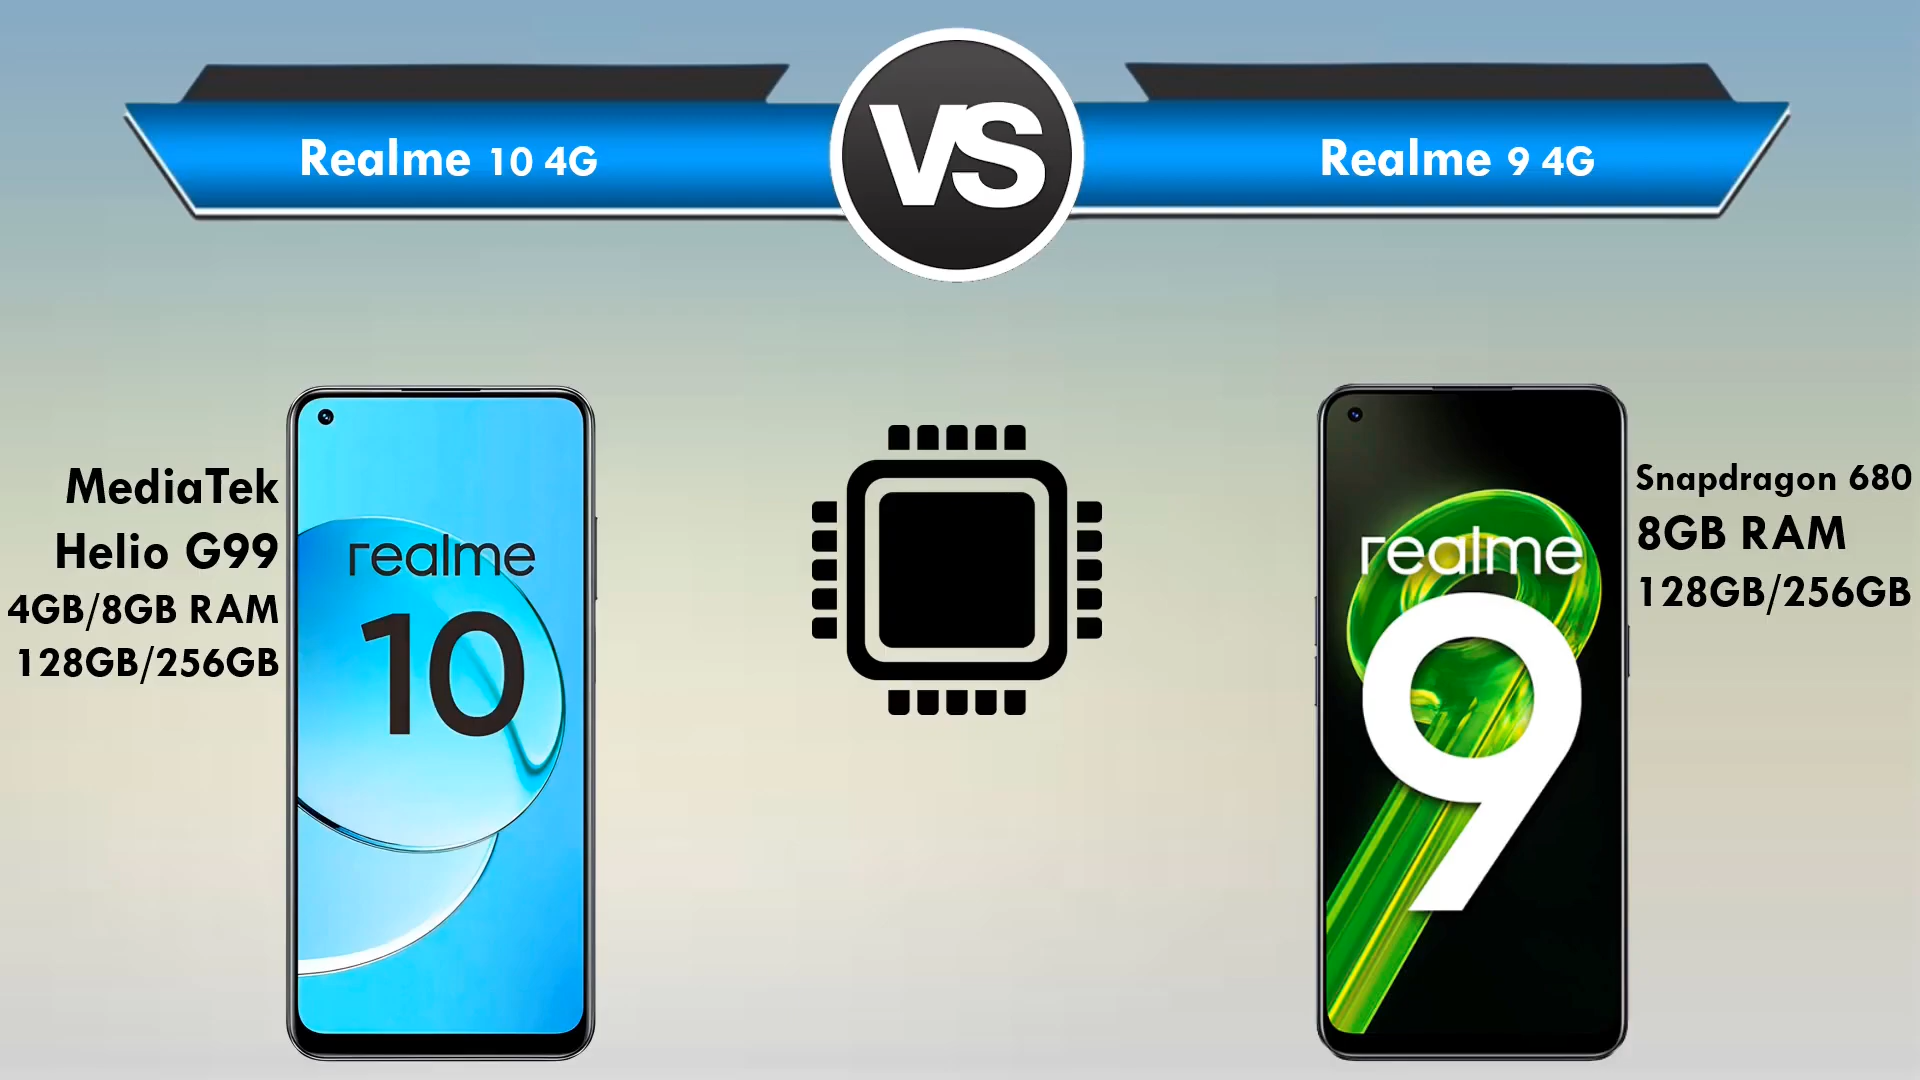 Realme 10 4G
VS
Realme 9 4G
MediaTek
Helio G99
4GB/8GB RAM
128GB/256GB
realme
10
realme
9
Snapdragon 680
8GB RAM
128GB/256GB